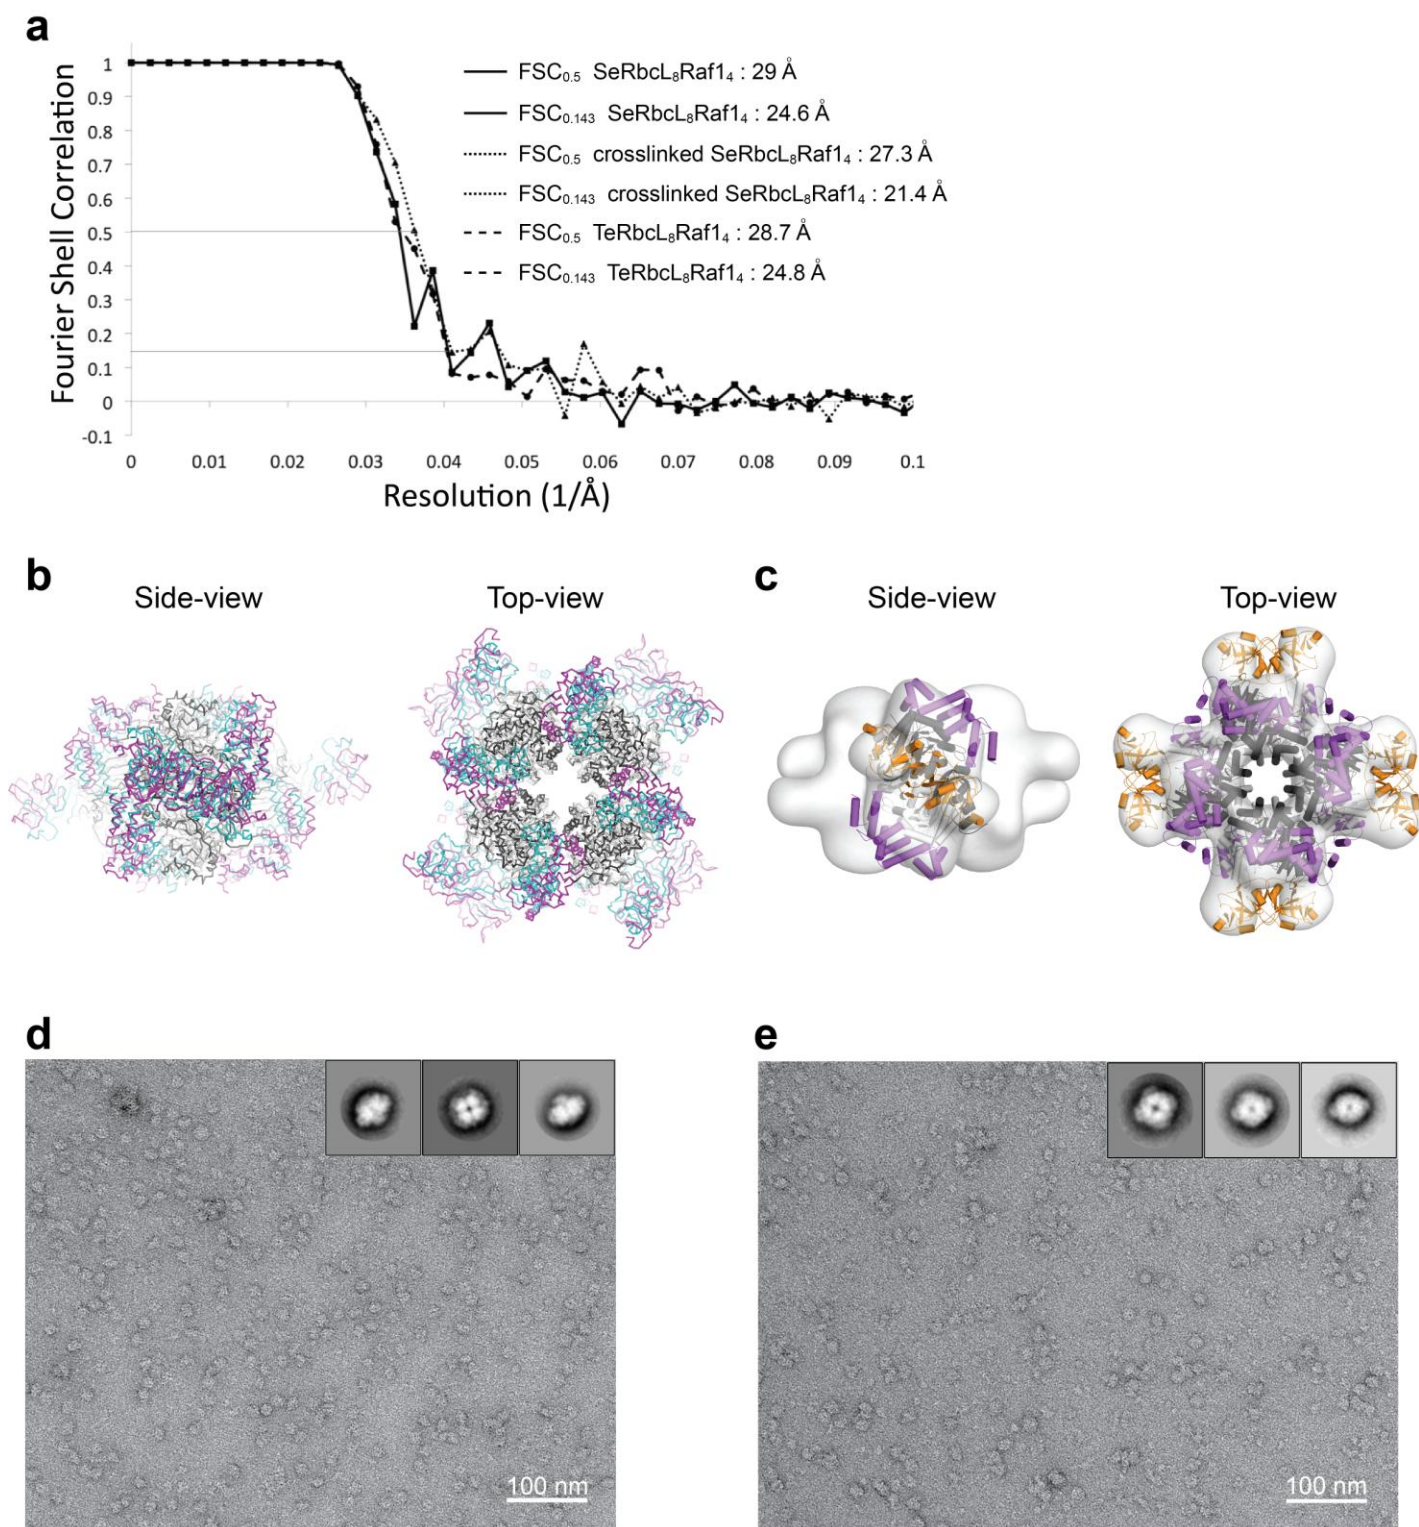 a
Fourier Shell Correlation
1
0.9
0.8
0.7
0.6
0.5
0.4
0.3
0.2
0.1
0
-0.1
0 0.01 0.02 0.03 0.04 0.05 0.06 0.07 0.08 0.09 0.1
Resolution (1/Å)
FSC₀.₅ SeRbcL₈Raf1₄ : 29 Å
FSC₀.₁₄₃ SeRbcL₈Raf1₄ : 24.6 Å
FSC₀.₅ crosslinked SeRbcL₈Raf1₄ : 27.3 Å
FSC₀.₁₄₃ crosslinked SeRbcL₈Raf1₄ : 21.4 Å
FSC₀.₅ TeRbcL₈Raf1₄ : 28.7 Å
FSC₀.₁₄₃ TeRbcL₈Raf1₄ : 24.8 Å
b
Side-view Top-view
c
Side-view Top-view
d
100 nm
e
100 nm